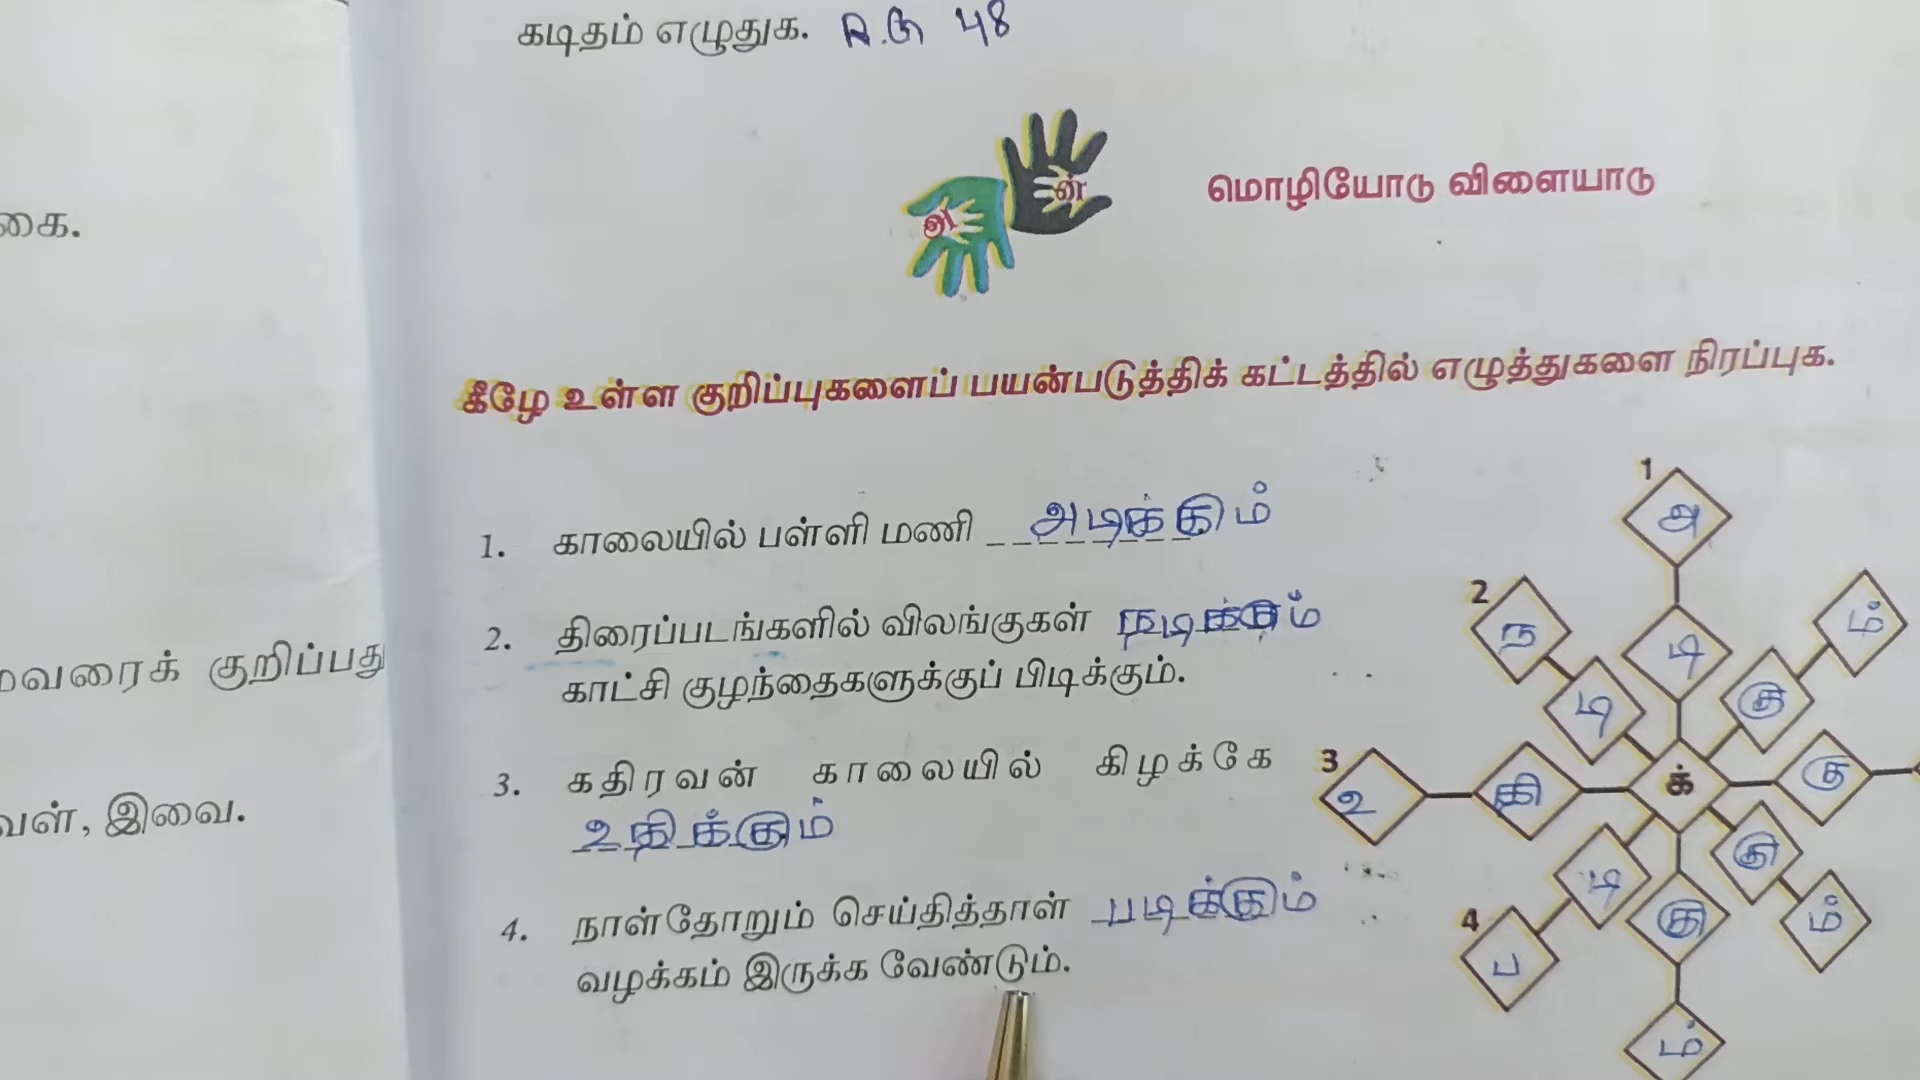 கடிதம் எழுதுக. R.G 48
மொழியோடு விளையாடு
அ
ன்
கை.
கீழே உள்ள குறிப்புகளைப் பயன்படுத்திக் கட்டத்தில் எழுத்துகளை நிரப்புக.
1. காலையில் பள்ளி மணி அடிக்கும்
2. திரைப்படங்களில் விலங்குகள் நடிக்கும்
காட்சி குழந்தைகளுக்குப் பிடிக்கும்.
வரைக் குறிப்பது
3. கதிரவன் காலையில் கிழக்கே
உதிக்கும்
வள், இவை.
4. நாள்தோறும் செய்தித்தாள் படிக்கும்
வழக்கம் இருக்க வேண்டும்.
1
அ
2
ந டி ம்
டி கு
3
உ தி க் கு
டி கு
4
ப கு ம்
ம்